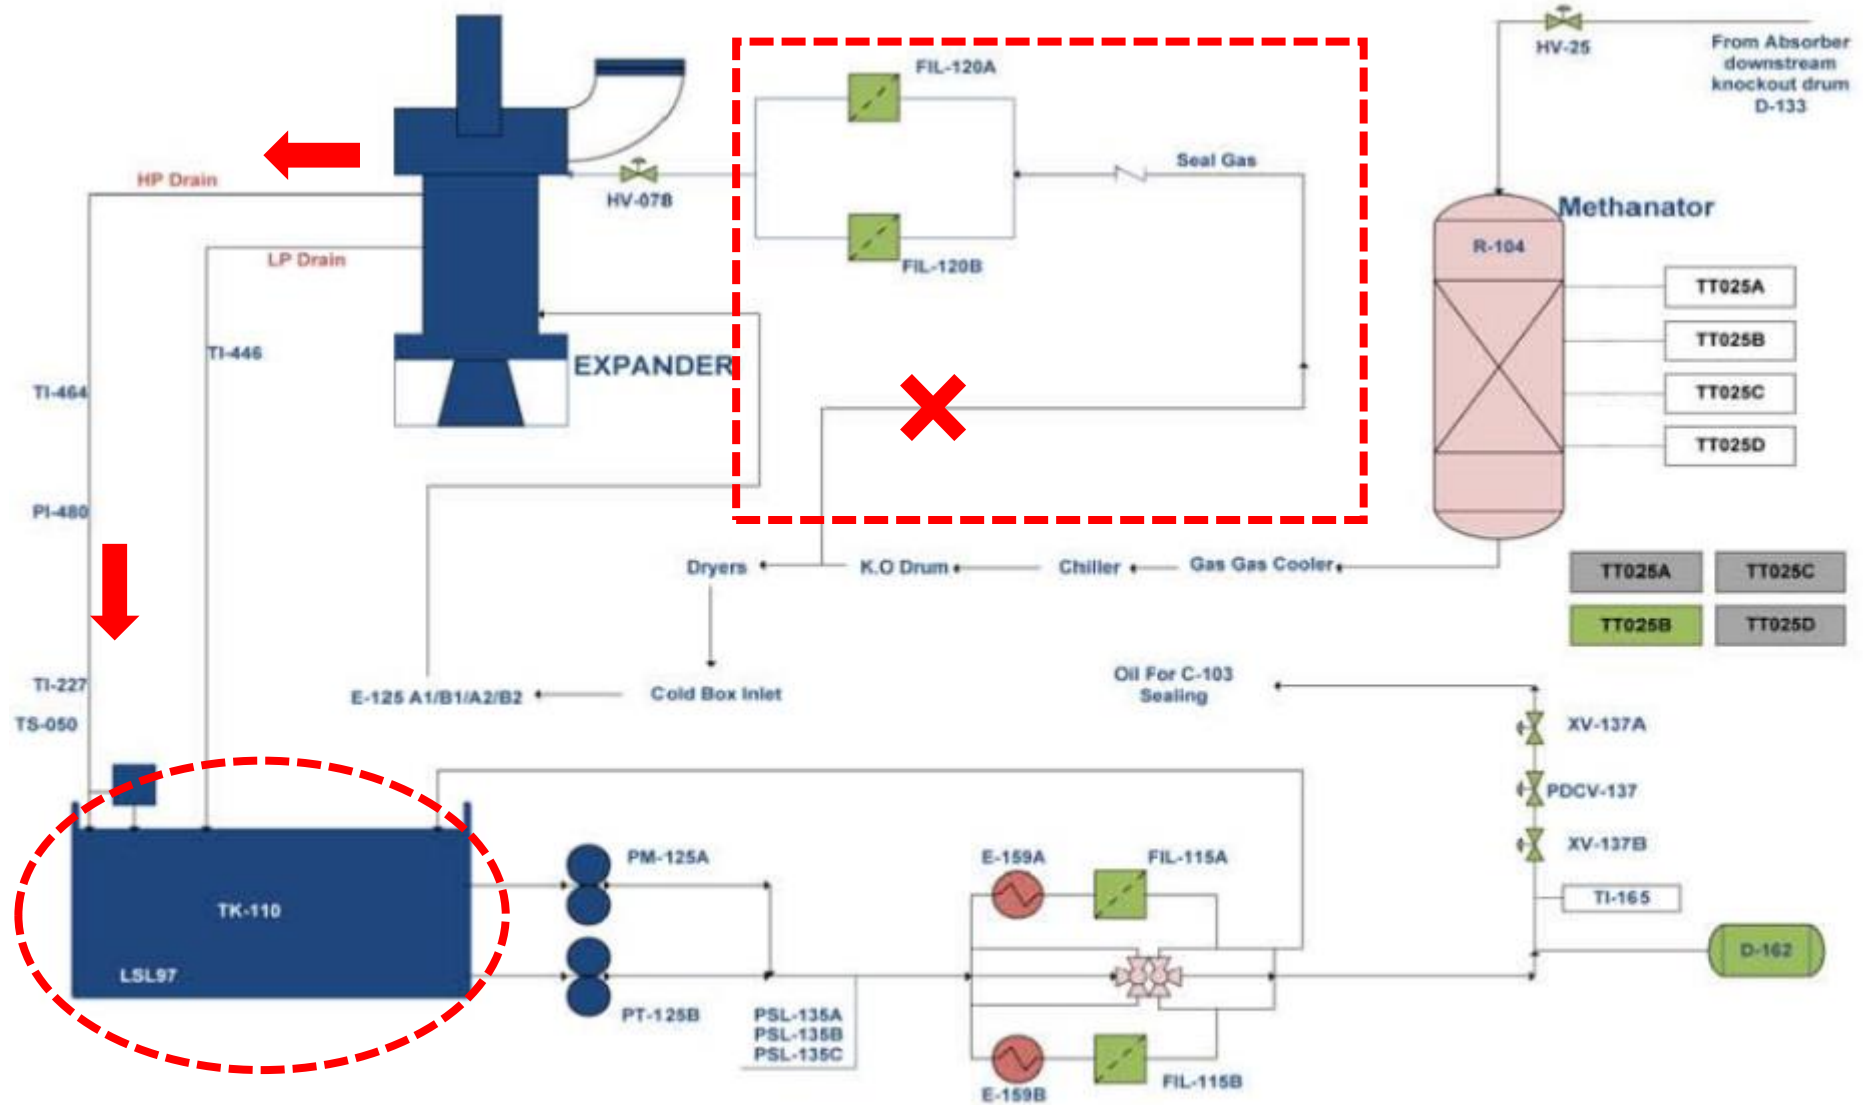 HV-25
From Absorber
downstream
knockout drum
D-133
FIL-120A
Seal Gas
HP Drain
HV-07B
Methanator
R-104
LP Drain
FIL-120B
TT025A
TT025B
TT025C
TT025D
TI-446
EXPANDER
TI-464
PI-480
Dryers
K.O Drum
Chiller
Gas Gas Cooler
TT025A
TT025C
TT025B
TT025D
TI-227
TS-050
E-125 A1/B1/A2/B2
Cold Box Inlet
Oil For C-103
Sealing
XV-137A
PDCV-137
XV-137B
TI-165
D-162
TK-110
LSL97
PM-125A
PT-125B
PSL-135A
PSL-135B
PSL-135C
E-159A
FIL-115A
E-159B
FIL-115B